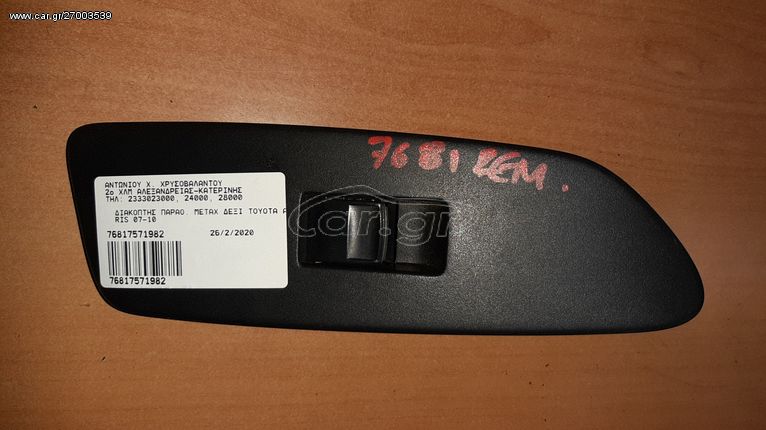 www.car.gr/27003539
7681 REM.
ΑΝΤΩΝΙΟΥ Χ. ΧΡΥΣΟΒΑΛΑΝΤΟΥ
2ο ΧΛΜ ΑΛΕΞΑΝΔΡΕΙΑΣ-ΚΑΤΕΡΙΝΗΣ
ΤΗΛ: 2333023000, 24000, 28000
ΔΙΑΚΟΠΤΗΣ ΠΑΡΑΘ. ΜΕΤΑΧ ΔΕΞΙ TOYOTA A
RIS 07-10
76817571982 26/2/2020
76817571982
Car.gr